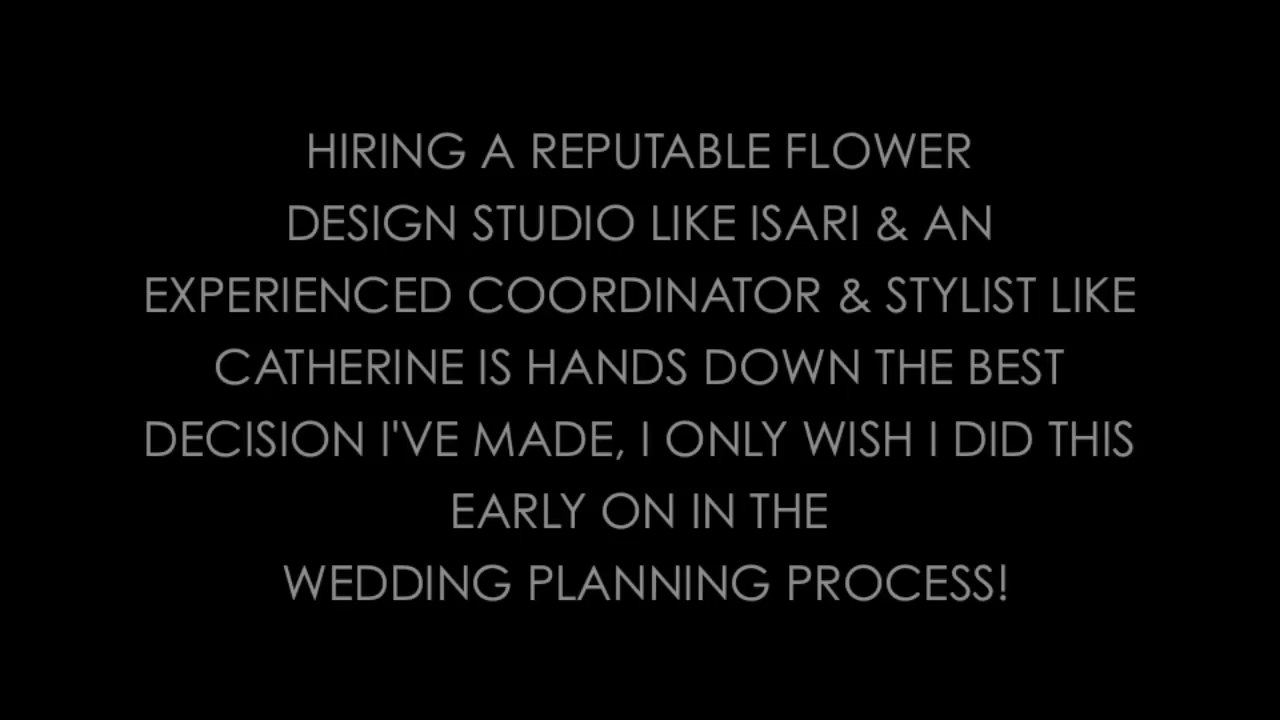 HIRING A REPUTABLE FLOWER
DESIGN STUDIO LIKE ISARI & AN
EXPERIENCED COORDINATOR & STYLIST LIKE
CATHERINE IS HANDS DOWN THE BEST
DECISION I'VE MADE, I ONLY WISH I DID THIS
EARLY ON IN THE
WEDDING PLANNING PROCESS!